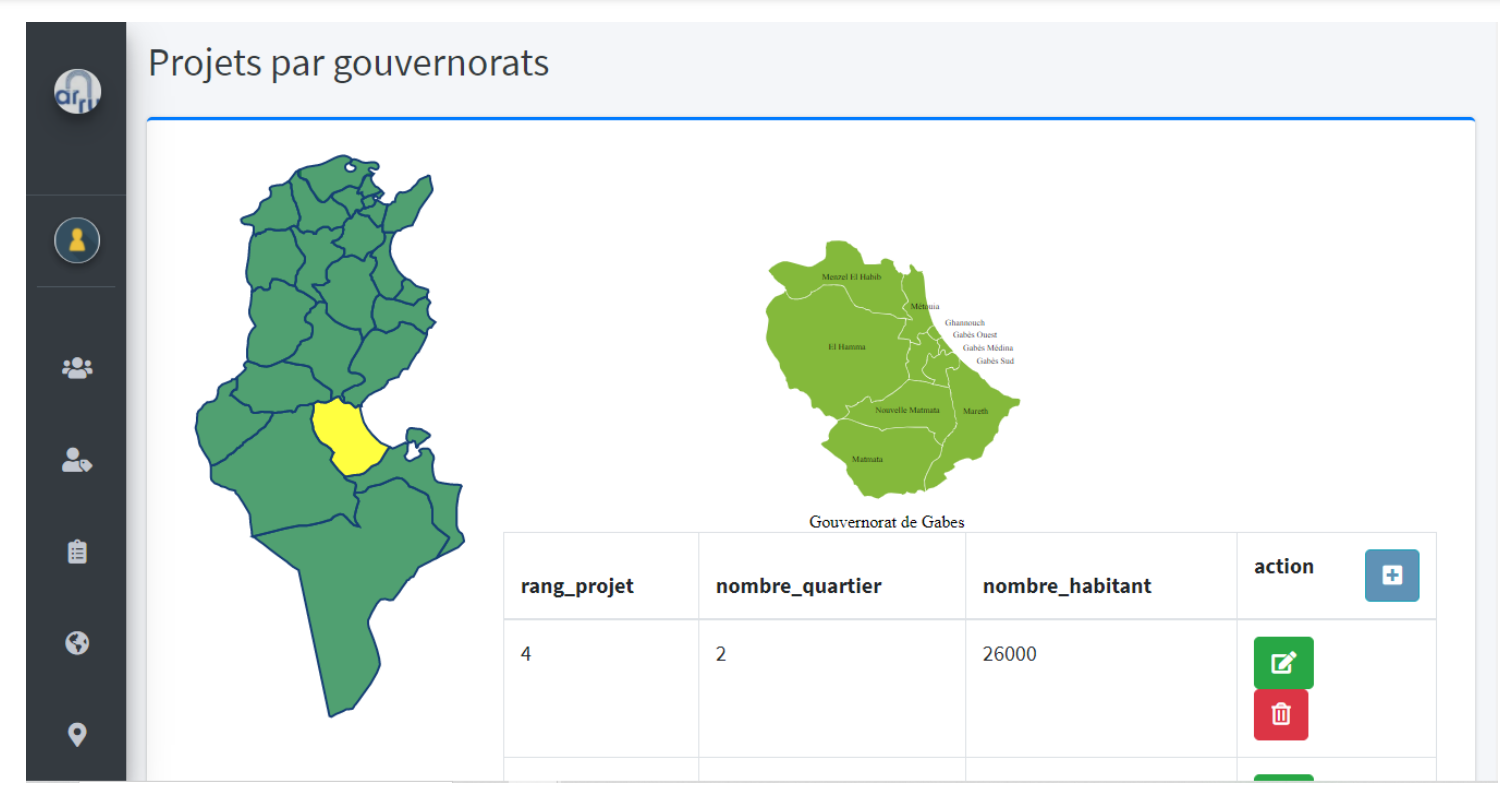 Projets par gouvernorats
arru
Menzel El Habib
Métouia
Ghannouch
Gabès Ouest
El Hamma
Gabès Médina
Gabès Sud
Nouvelle Matmata
Mareth
Matmata
Gouvernorat de Gabes
rang_projet nombre_quartier nombre_habitant action
4 2 26000